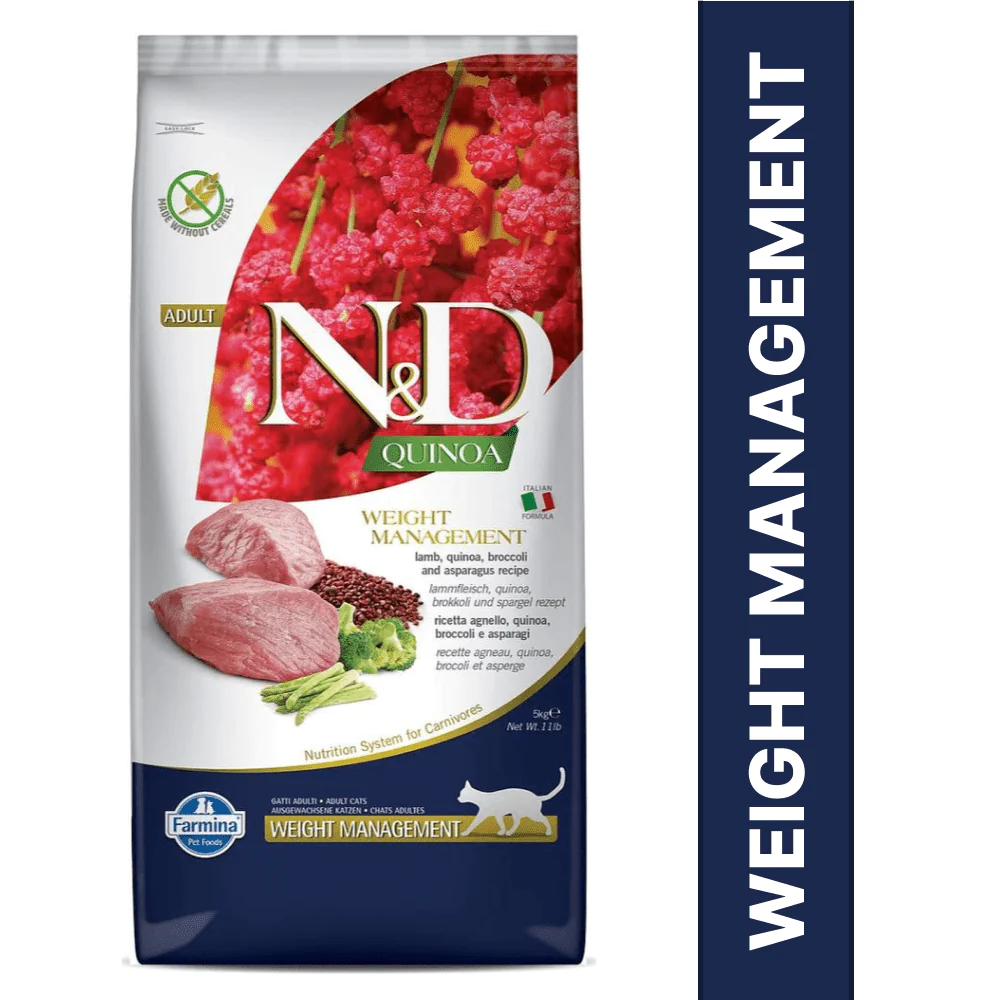 EASY-LOCK
MADE WITHOUT CEREALS
ADULT
N&D
QUINOA
ITALIAN
FORMULA
WEIGHT
MANAGEMENT
lamb, quinoa, broccoli
and asparagus recipe
lammfleisch, quinoa,
brokkoli und spargel rezept
ricetta agnello, quinoa,
broccoli e asparagi
recette agneau, quinoa,
brocoli et asperge
5kg℮
Net Wt. 11lb
Nutrition System for Carnivores
GATTI ADULTI • ADULT CATS
AUSGEWACHSENE KATZEN • CHATS ADULTES
WEIGHT MANAGEMENT
Farmina
Pet Foods
WEIGHT MANAGEMENT